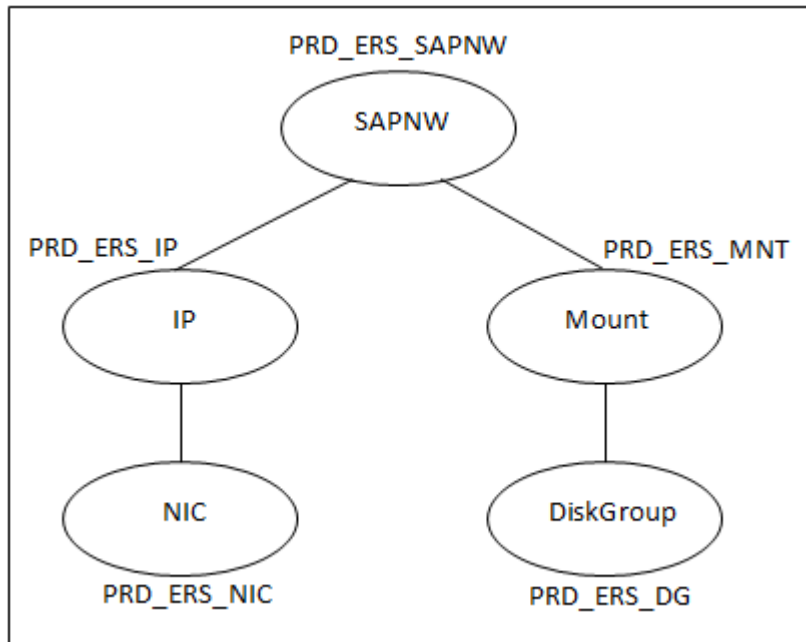 PRD_ERS_SAPNW
SAPNW
PRD_ERS_IP
PRD_ERS_MNT
IP
Mount
NIC
DiskGroup
PRD_ERS_NIC
PRD_ERS_DG